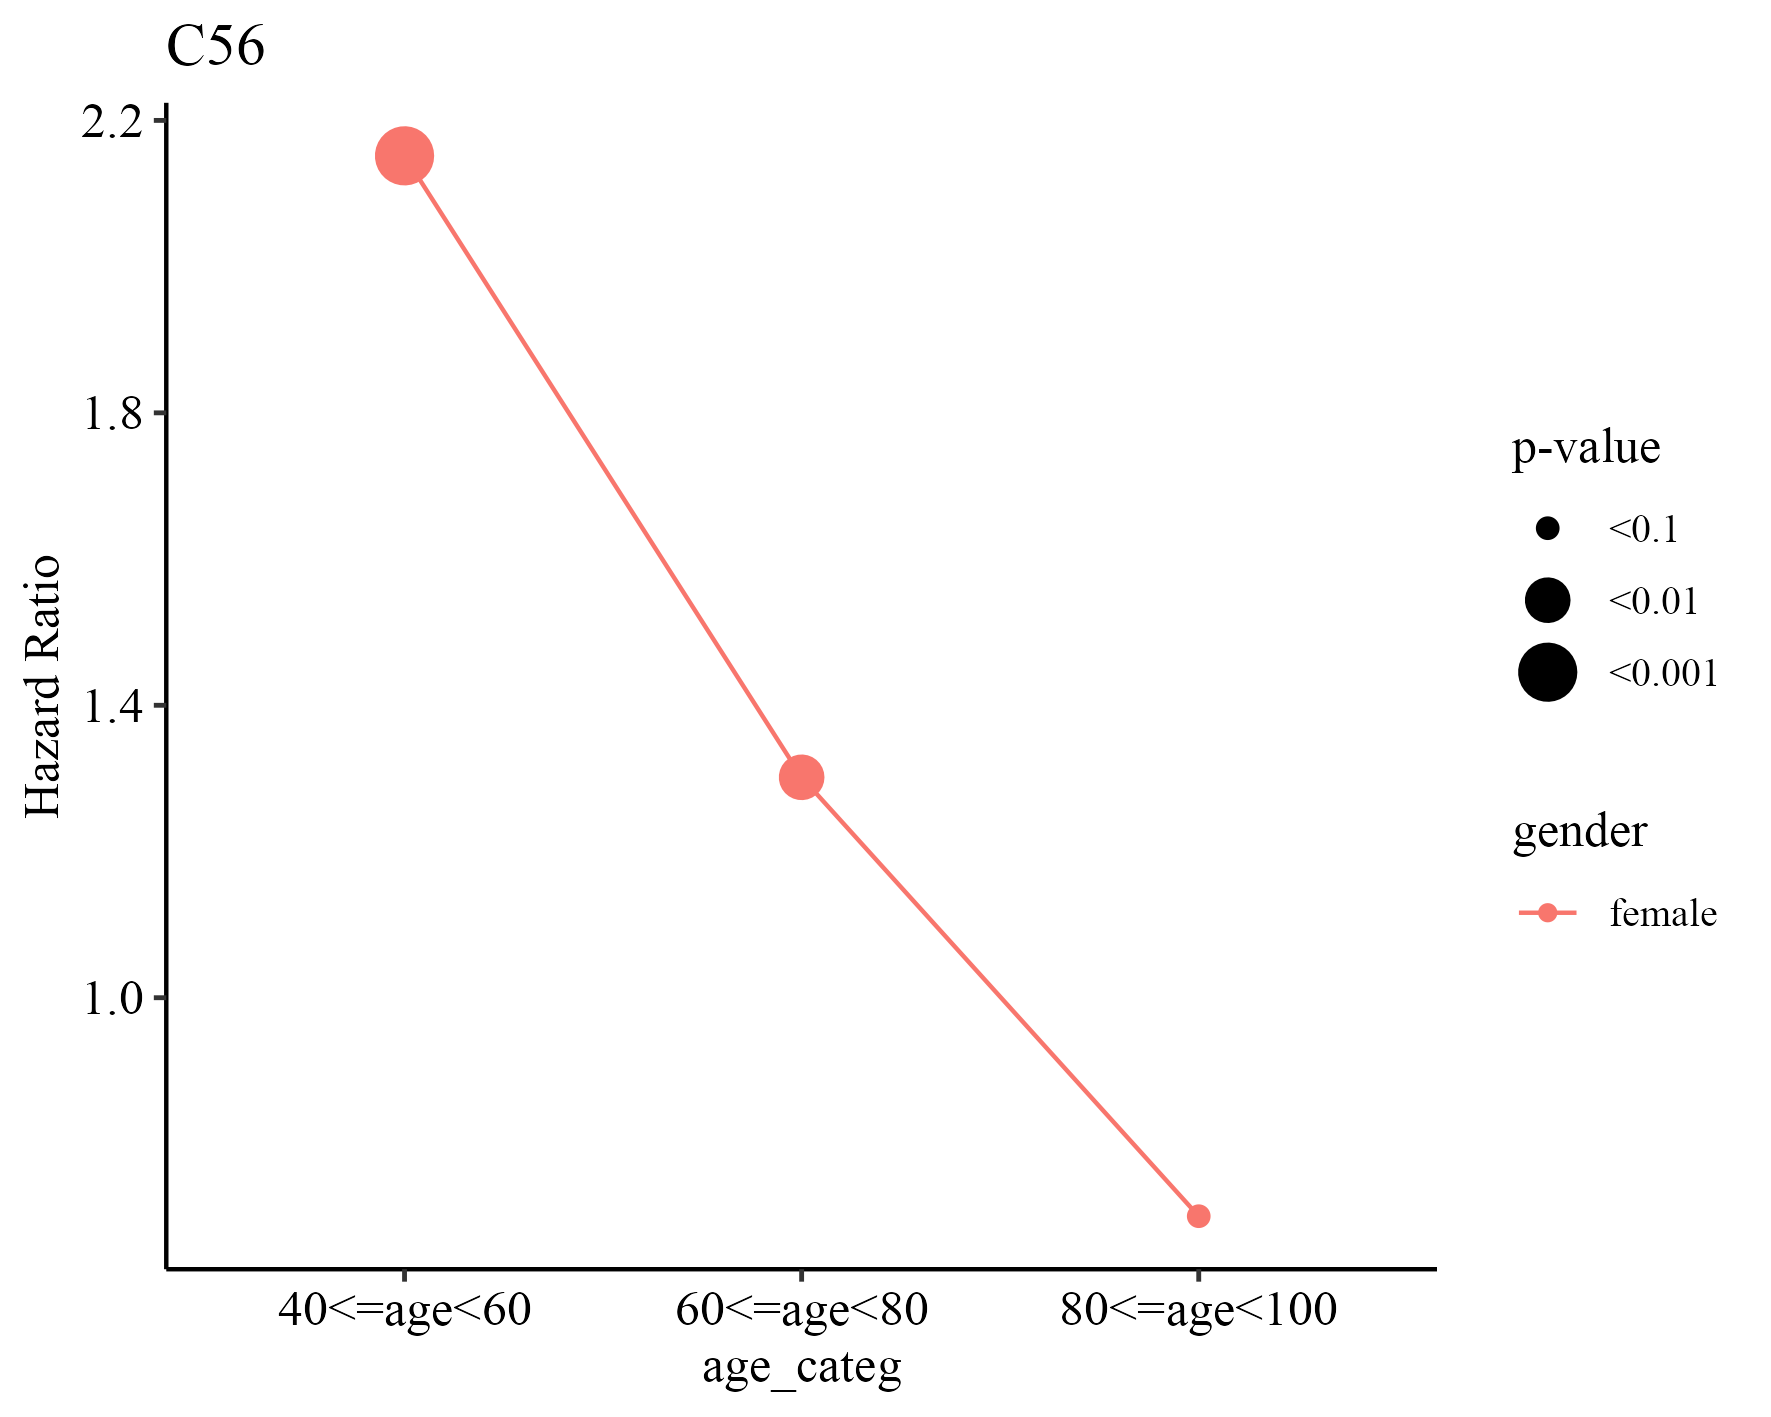 C56
2.2
1.8
1.4
1.0
Hazard Ratio
40<=age<60
60<=age<80
80<=age<100
age_categ
p-value
<0.1
<0.01
<0.001
gender
female